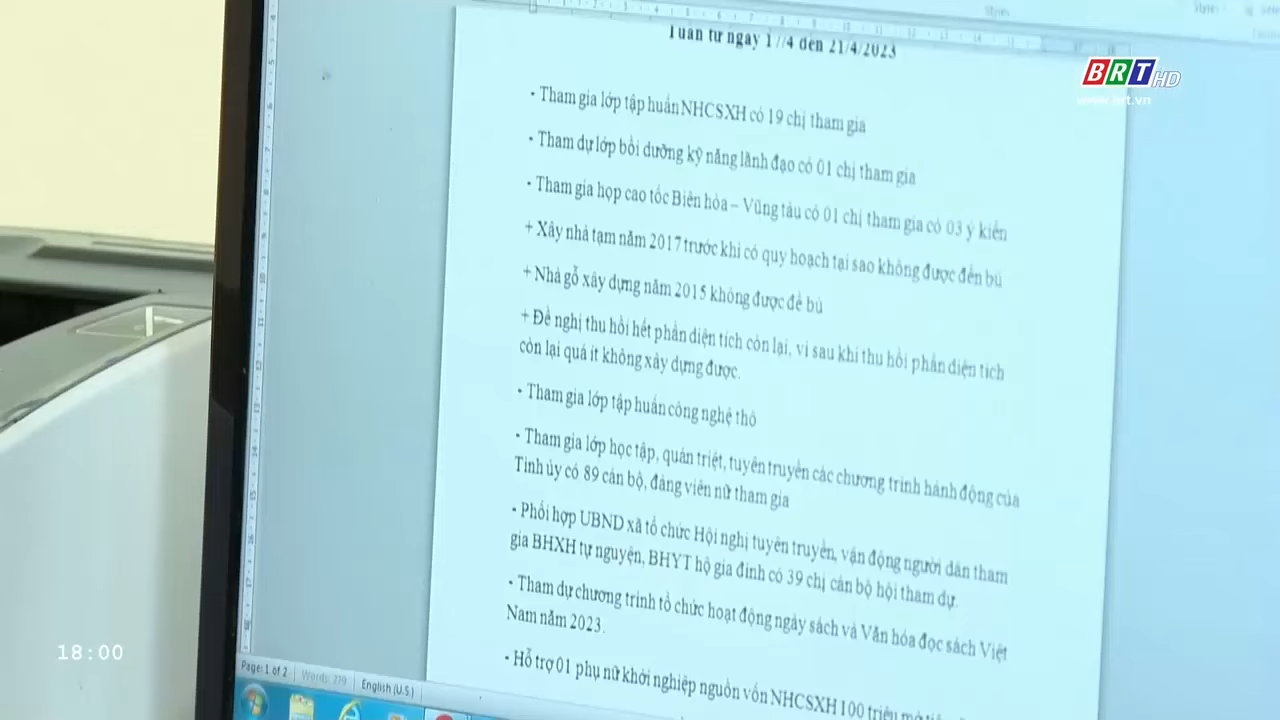 Tuần từ ngày 17/4 đến 21/4/2023
BRT HD
www.brt.vn
- Tham gia lớp tập huấn NHCSXH có 19 chị tham gia
- Tham dự lớp bồi dưỡng kỹ năng lãnh đạo có 01 chị tham gia
- Tham gia họp cao tốc Biên hòa – Vũng tàu có 01 chị tham gia có 03 ý kiến
+ Xây nhà tạm năm 2017 trước khi có quy hoạch tại sao không được đền bù
+ Nhà gỗ xây dựng năm 2015 không được đề bù
+ Đề nghị thu hồi hết phần diện tích còn lại, vì sau khi thu hồi phần diện tích
còn lại quá ít không xây dựng được.
- Tham gia lớp tập huấn công nghệ thô
- Tham gia lớp học tập, quán triệt, tuyên truyền các chương trình hành động của
Tỉnh ủy có 89 cán bộ, đảng viên nữ tham gia
- Phối hợp UBND xã tổ chức Hội nghị tuyên truyền, vận động người dân tham
gia BHXH tự nguyện, BHYT hộ gia đình có 39 chị cán bộ hội tham dự.
- Tham dự chương trình tổ chức hoạt động ngày sách và Văn hóa đọc sách Việt
Nam năm 2023.
- Hỗ trợ 01 phụ nữ khởi nghiệp nguồn vốn NHCSXH 100 triệu
18:00
Page: 1 of 2
Words: 279
English (U.S.)